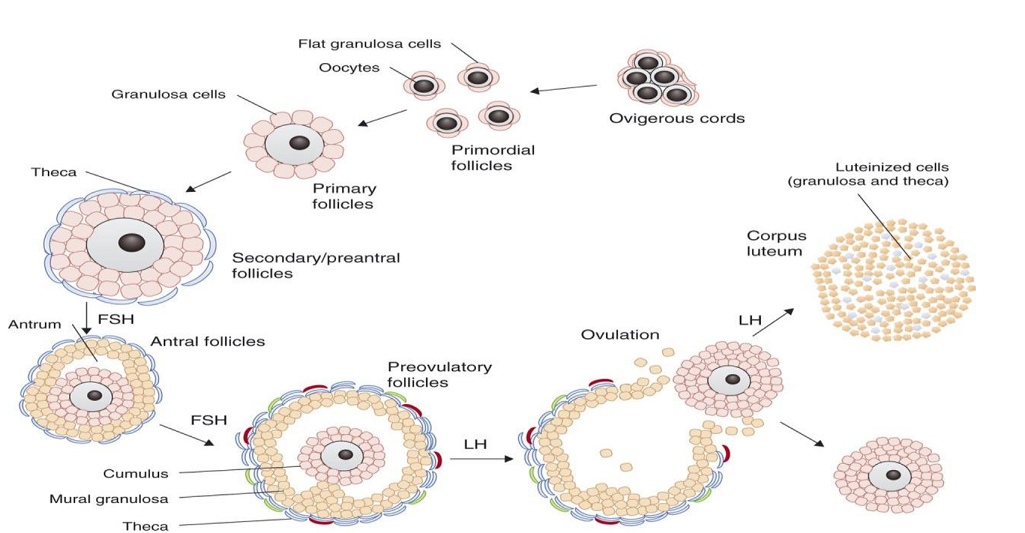 Flat granulosa cells
Oocytes
Granulosa cells
Ovigerous cords
Primordial
follicles
Theca
Primary
follicles
Luteinized cells
(granulosa and theca)
Corpus
luteum
Secondary/preantral
follicles
FSH
Antrum
Antral follicles
LH
Ovulation
Preovulatory
follicles
FSH
LH
Cumulus
Mural granulosa
Theca